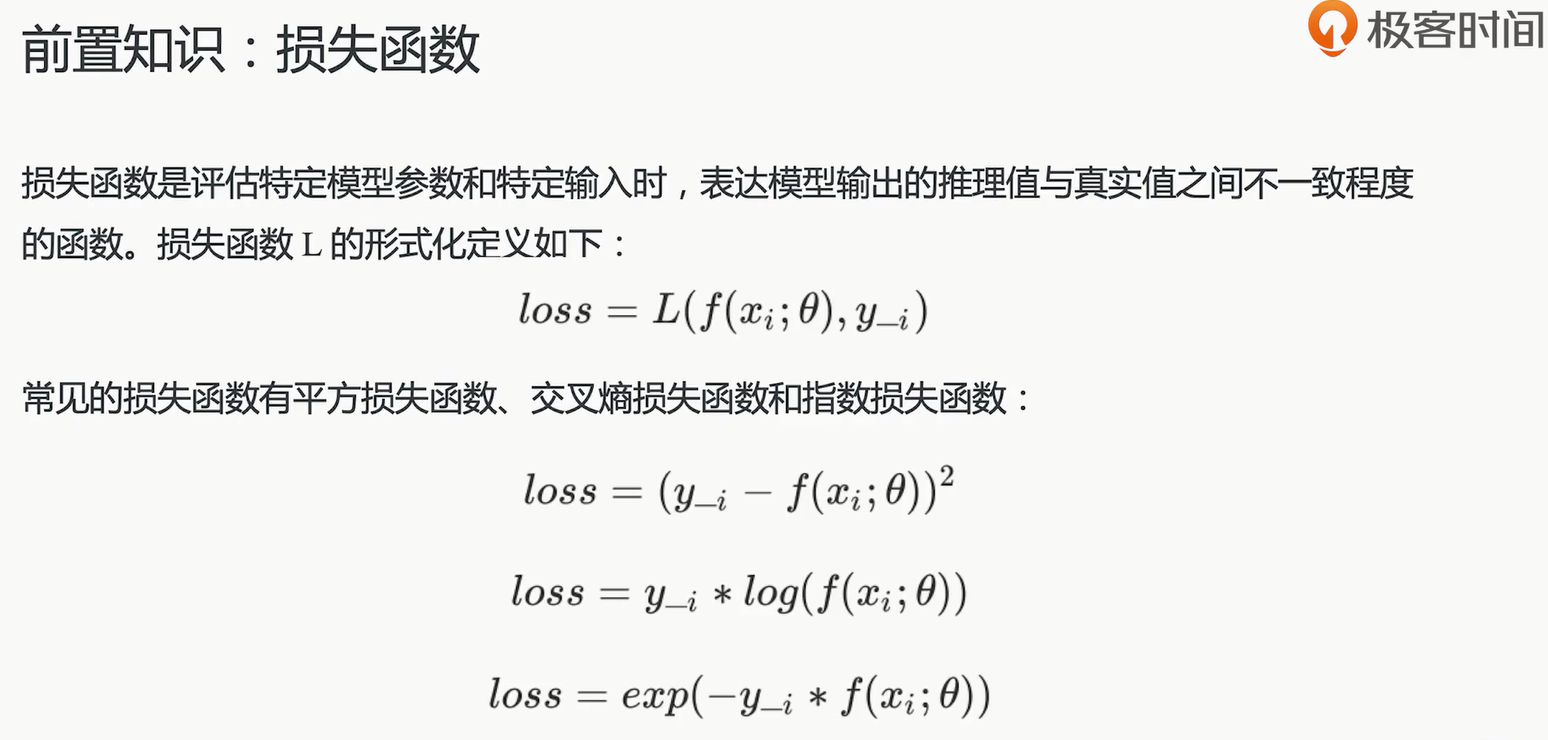 前置知识：损失函数
极客时间
损失函数是评估特定模型参数和特定输入时，表达模型输出的推理值与真实值之间不一致程度
的函数。损失函数 L 的形式化定义如下：
loss = L(f(x_i; θ), y_{_i})
常见的损失函数有平方损失函数、交叉熵损失函数和指数损失函数：
loss = (y_{_i} − f(x_i; θ))^2
loss = y_{_i} * log(f(x_i; θ))
loss = exp(−y_{_i} * f(x_i; θ))